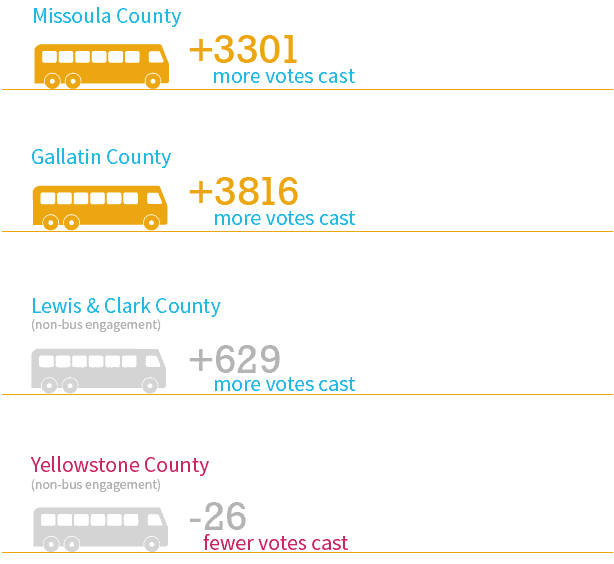 Missoula County
+3301
more votes cast
Gallatin County
+3816
more votes cast
Lewis & Clark County
(non-bus engagement)
+629
more votes cast
Yellowstone County
(non-bus engagement)
-26
fewer votes cast